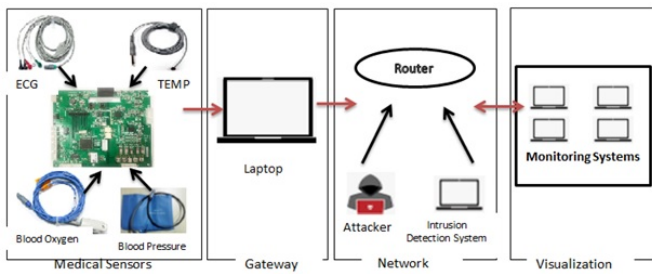 ECG
TEMP
Blood Oxygen
Blood Pressure
Medical Sensors
Laptop
Gateway
Router
Attacker
Intrusion
Detection System
Network
Monitoring Systems
Visualization